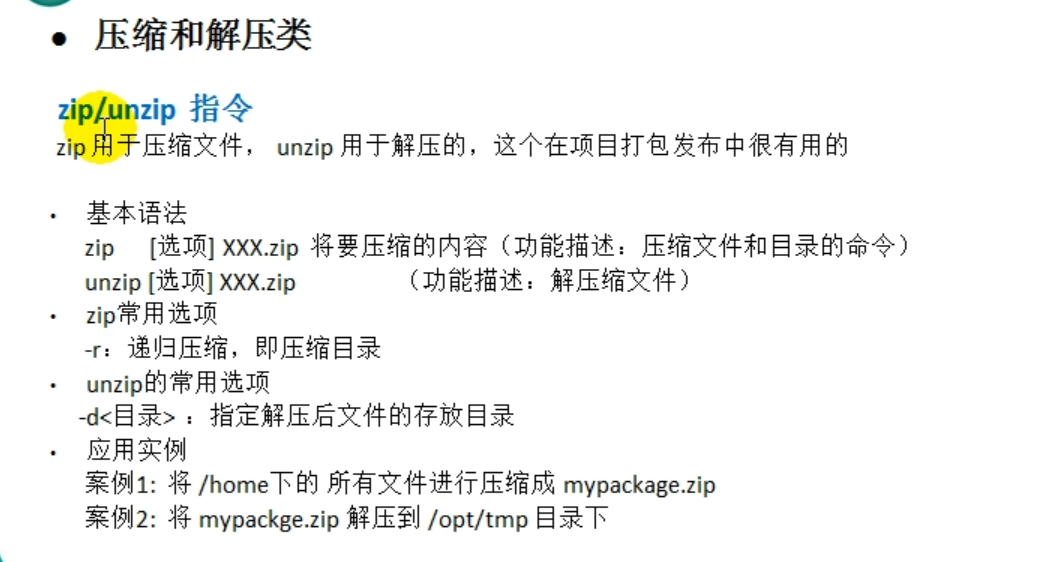 • 压缩和解压类
zip/unzip 指令
zip 用于压缩文件， unzip 用于解压的，这个在项目打包发布中很有用的
• 基本语法
zip [选项] XXX.zip 将要压缩的内容（功能描述：压缩文件和目录的命令）
unzip [选项] XXX.zip （功能描述：解压缩文件）
• zip常用选项
-r：递归压缩，即压缩目录
• unzip的常用选项
-d<目录> ：指定解压后文件的存放目录
• 应用实例
案例1: 将 /home下的 所有文件进行压缩成 mypackage.zip
案例2: 将 mypackge.zip 解压到 /opt/tmp 目录下